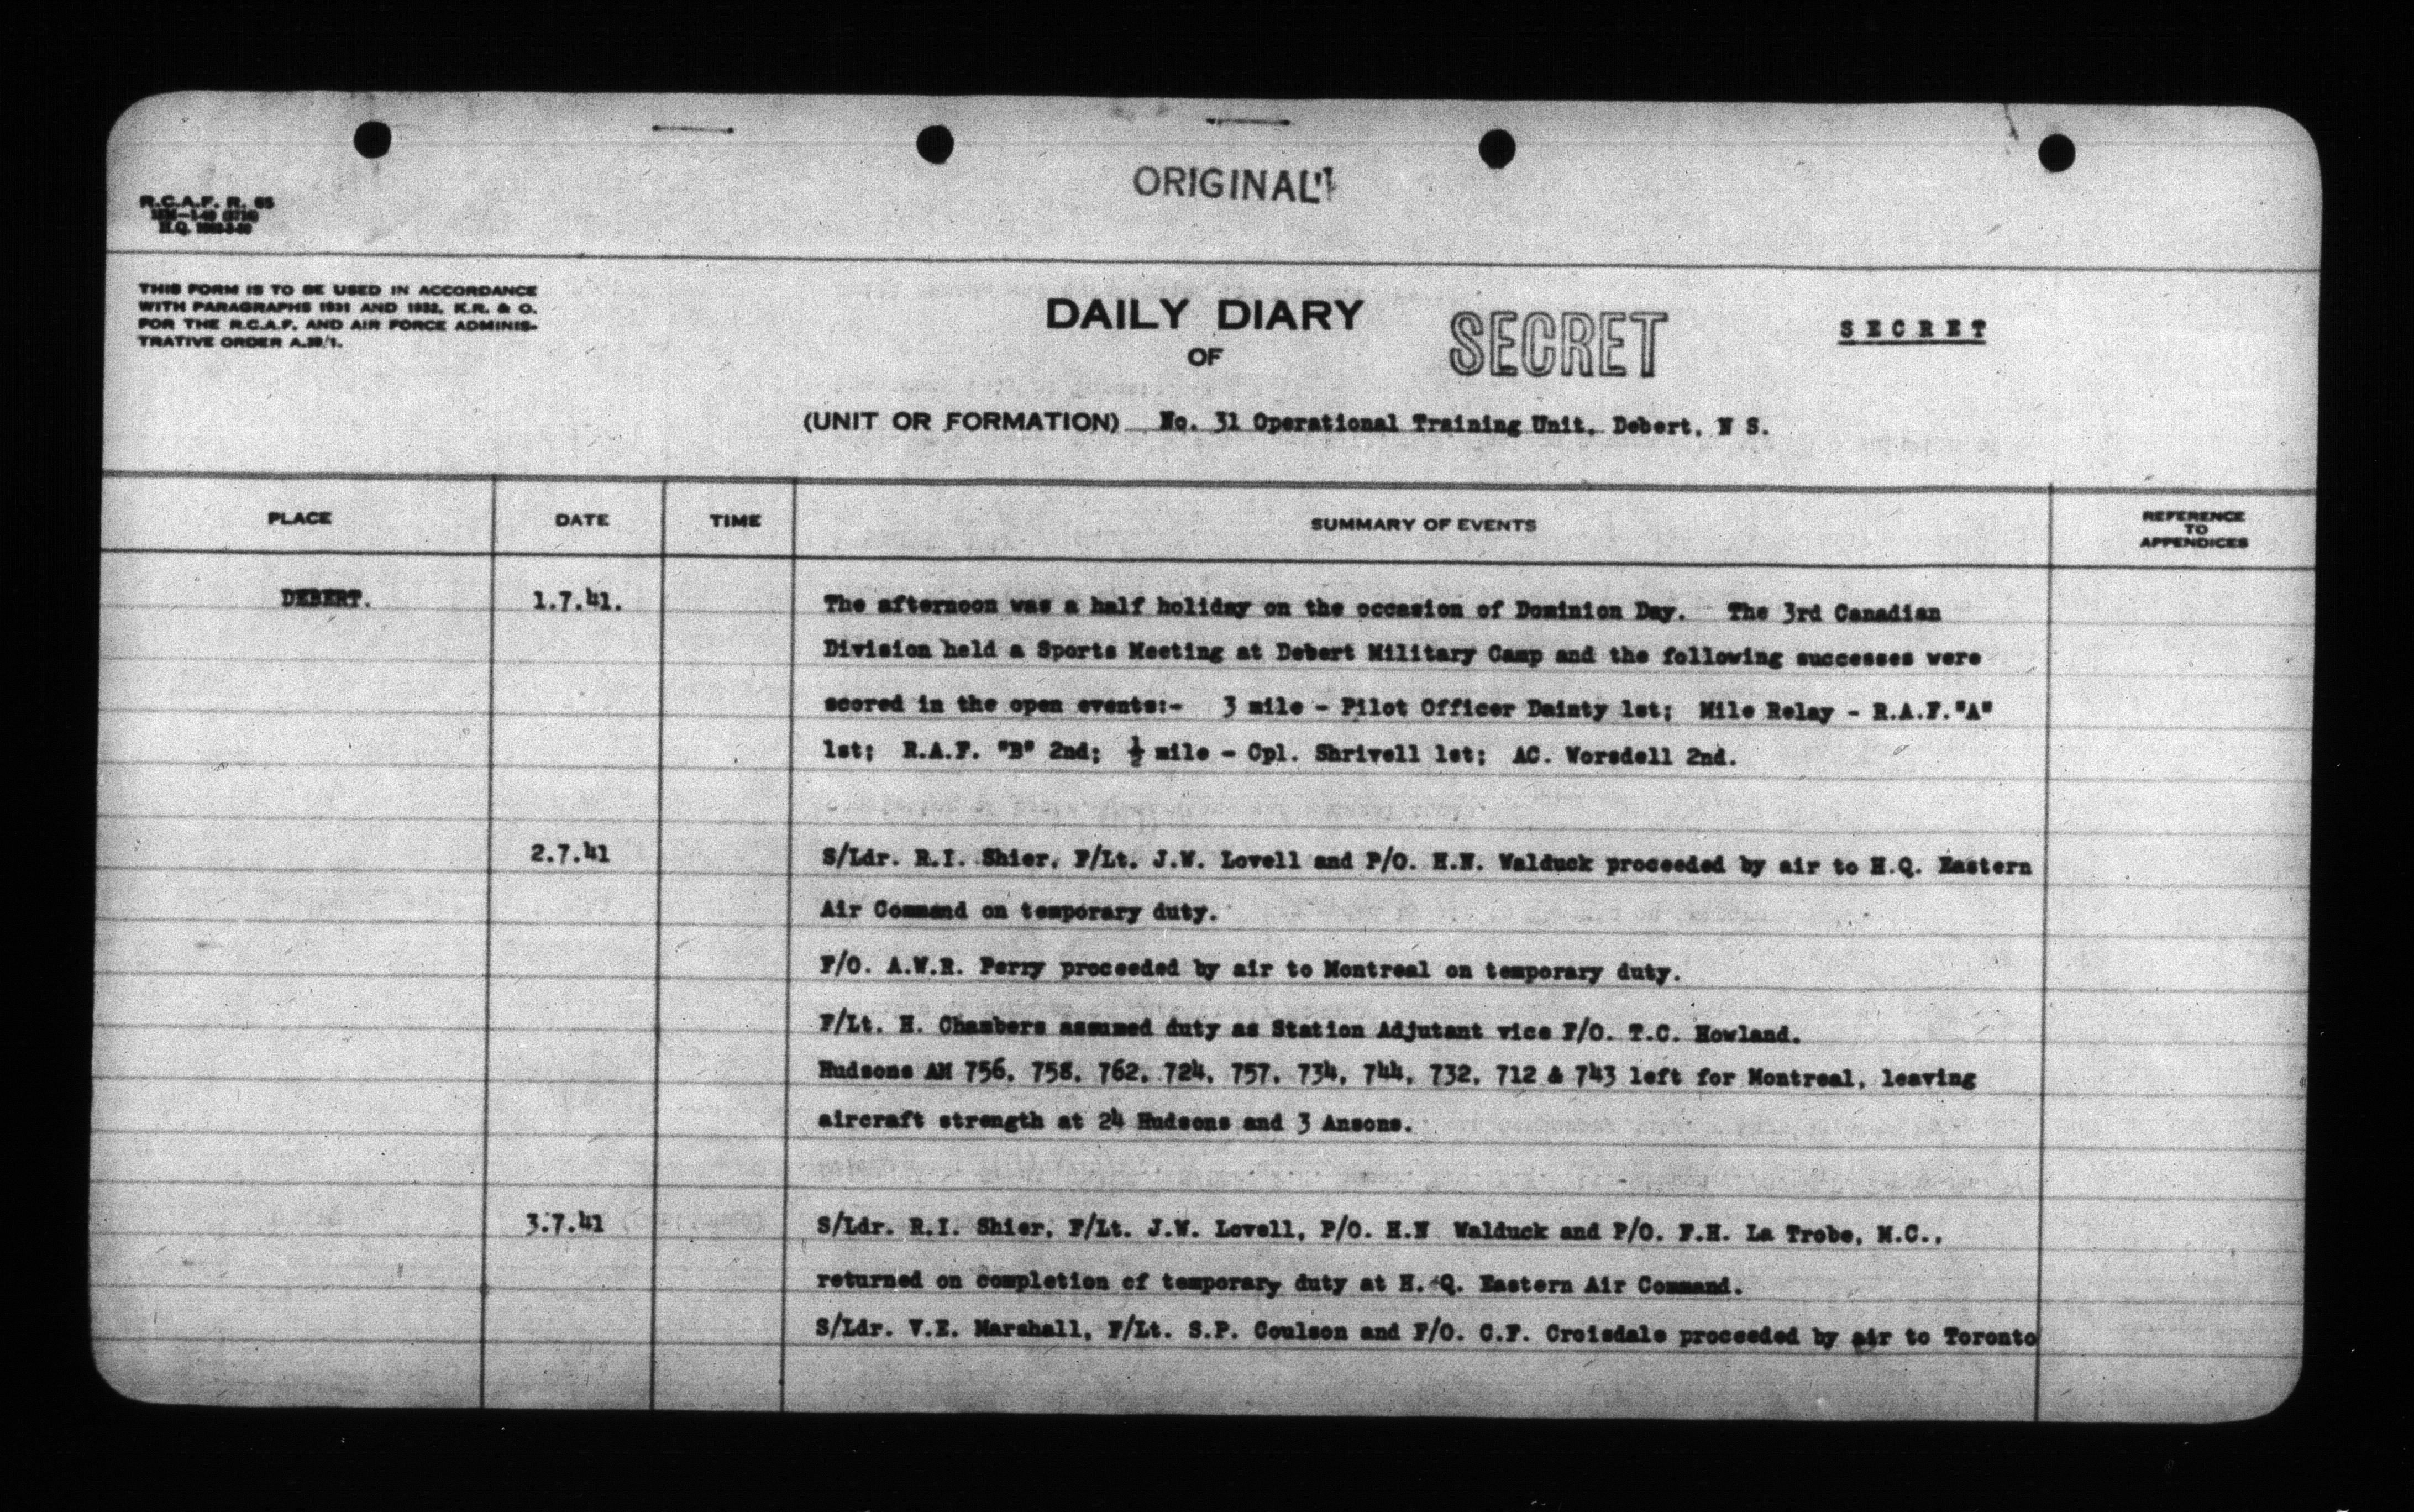 ORIGINAL
R.C.A.F. R.
THIS FORM IS TO BE USED IN ACCORDANCE
WITH PARAGRAPHS 1931 AND 1932, K.R. & O.
FOR THE R.C.A.F. AND AIR FORCE ADMINIS-
TRATIVE ORDER
DAILY DIARY
OF
SECRET
SECRET
(UNIT OR FORMATION) No. 31 Operational Training Unit, Debert, N S.
PLACE DATE TIME SUMMARY OF EVENTS REFERENCE TO APPENDICES
DEBERT. 1.7.41. The afternoon was a half holiday on the occasion of Dominion Day. The 3rd Canadian
Division held a Sports Meeting at Debert Military Camp and the following successes were
scored in the open events:- 3 mile - Pilot Officer Dainty 1st; Mile Relay - R.A.F."A"
1st; R.A.F. "B" 2nd; ½ mile - Cpl. Shrivell 1st; AC. Worsdell 2nd.
2.7.41 S/Ldr. R.I. Shier, F/Lt. J.W. Lovell and P/O. H.N. Walduck proceeded by air to H.Q. Eastern
Air Command on temporary duty.
F/O. A.W.R. Perry proceeded by air to Montreal on temporary duty.
F/Lt. H. Chambers assumed duty as Station Adjutant vice F/O. T.C. Howland.
Hudsons AM 756, 758, 762, 724, 757, 734, 744, 732, 712 & 743 left for Montreal, leaving
aircraft strength at 24 Hudsons and 3 Ansons.
3.7.41 S/Ldr. R.I. Shier, F/Lt. J.W. Lovell, P/O. H.N Walduck and P/O. F.H. La Trobe, M.C.,
returned on completion of temporary duty at H.Q. Eastern Air Command.
S/Ldr. V.E. Marshall, F/Lt. S.P. Coulson and F/O. C.F. Croisdale proceeded by air to Toronto